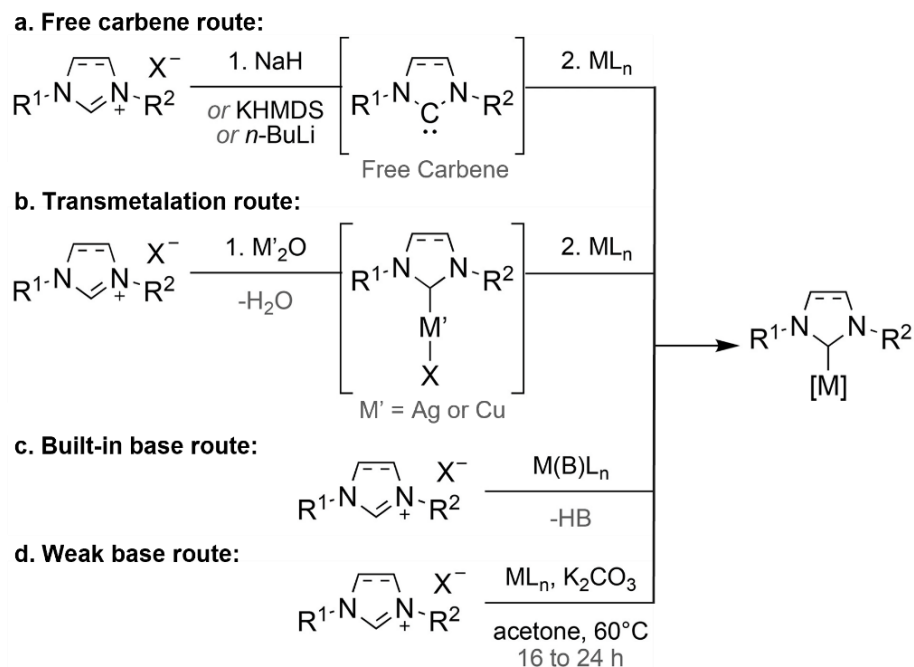 a. Free carbene route:
X⁻
R¹-N N-R²
+
1. NaH
or KHMDS
or n-BuLi
R¹-N N-R²
C
••
Free Carbene
2. MLₙ
b. Transmetalation route:
X⁻
R¹-N N-R²
+
1. M'₂O
-H₂O
R¹-N N-R²
M'
X
M' = Ag or Cu
2. MLₙ
R¹-N N-R²
[M]
c. Built-in base route:
X⁻
R¹-N N-R²
+
M(B)Lₙ
-HB
d. Weak base route:
X⁻
R¹-N N-R²
+
MLₙ, K₂CO₃
acetone, 60°C
16 to 24 h